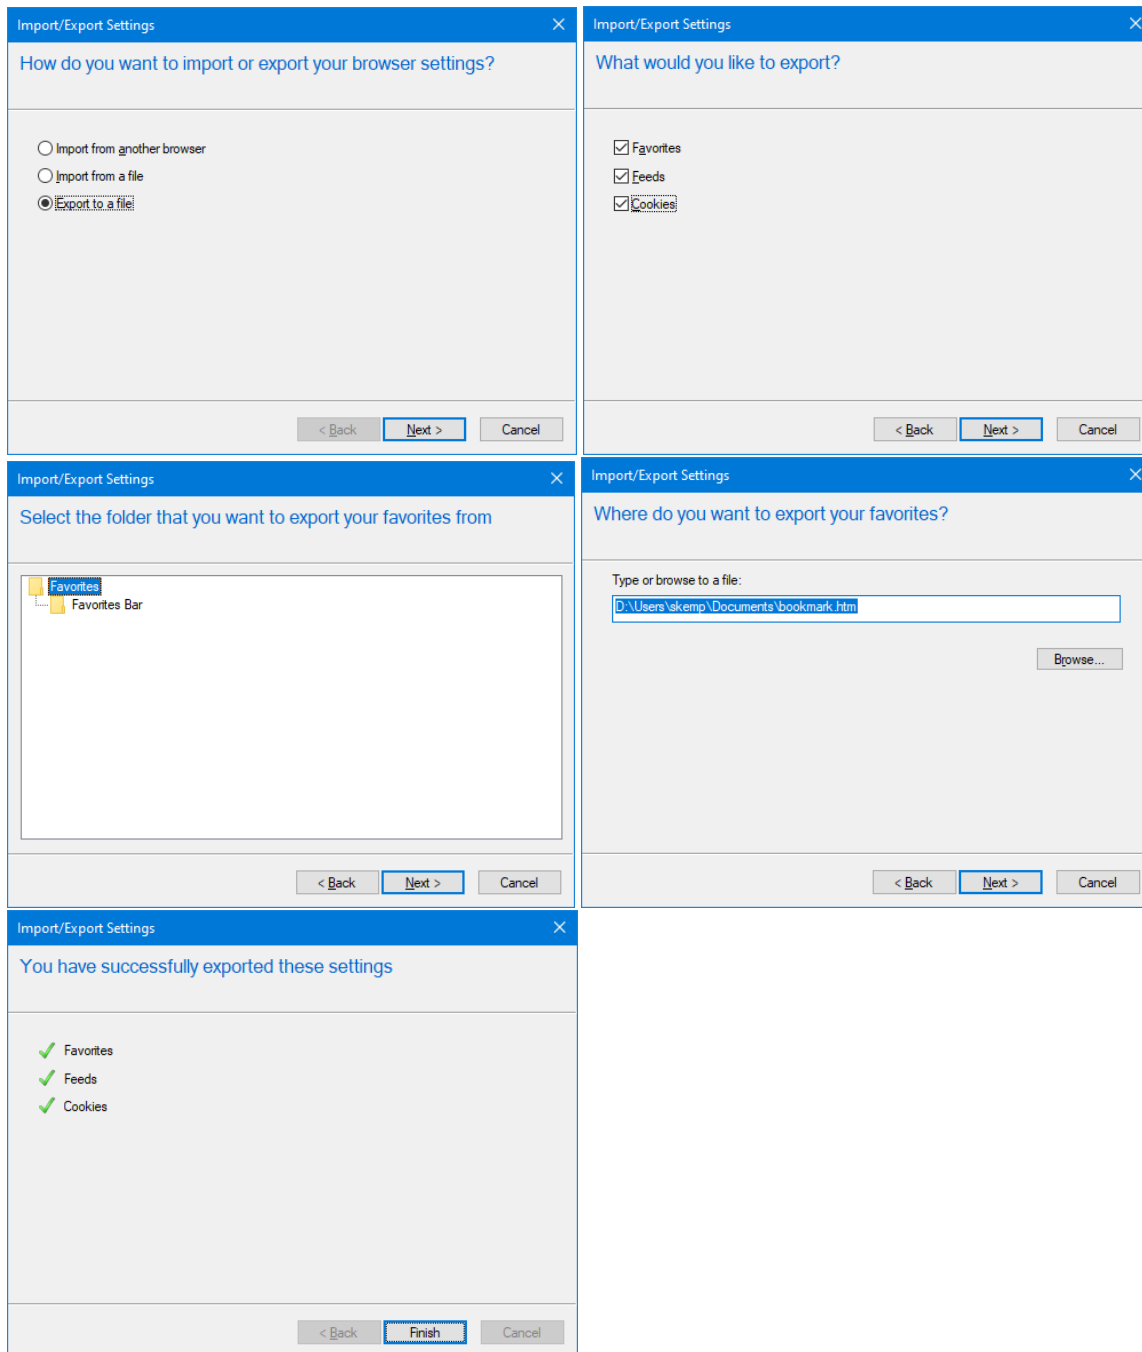 Import/Export Settings
How do you want to import or export your browser settings?
Import from another browser
Import from a file
Export to a file
< Back Next > Cancel
Import/Export Settings
What would you like to export?
Favorites
Feeds
Cookies
< Back Next > Cancel
Import/Export Settings
Select the folder that you want to export your favorites from
Favorites
Favorites Bar
< Back Next > Cancel
Import/Export Settings
Where do you want to export your favorites?
Type or browse to a file:
D:\Users\skemp\Documents\bookmark.htm
Browse...
< Back Next > Cancel
Import/Export Settings
You have successfully exported these settings
Favorites
Feeds
Cookies
< Back Finish Cancel